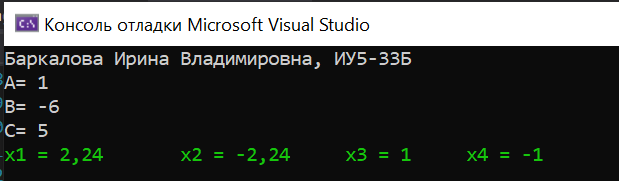 Консоль отладки Microsoft Visual Studio
Баркалова Ирина Владимировна, ИУ5-33Б
A= 1
B= -6
C= 5
x1 = 2,24 x2 = -2,24 x3 = 1 x4 = -1